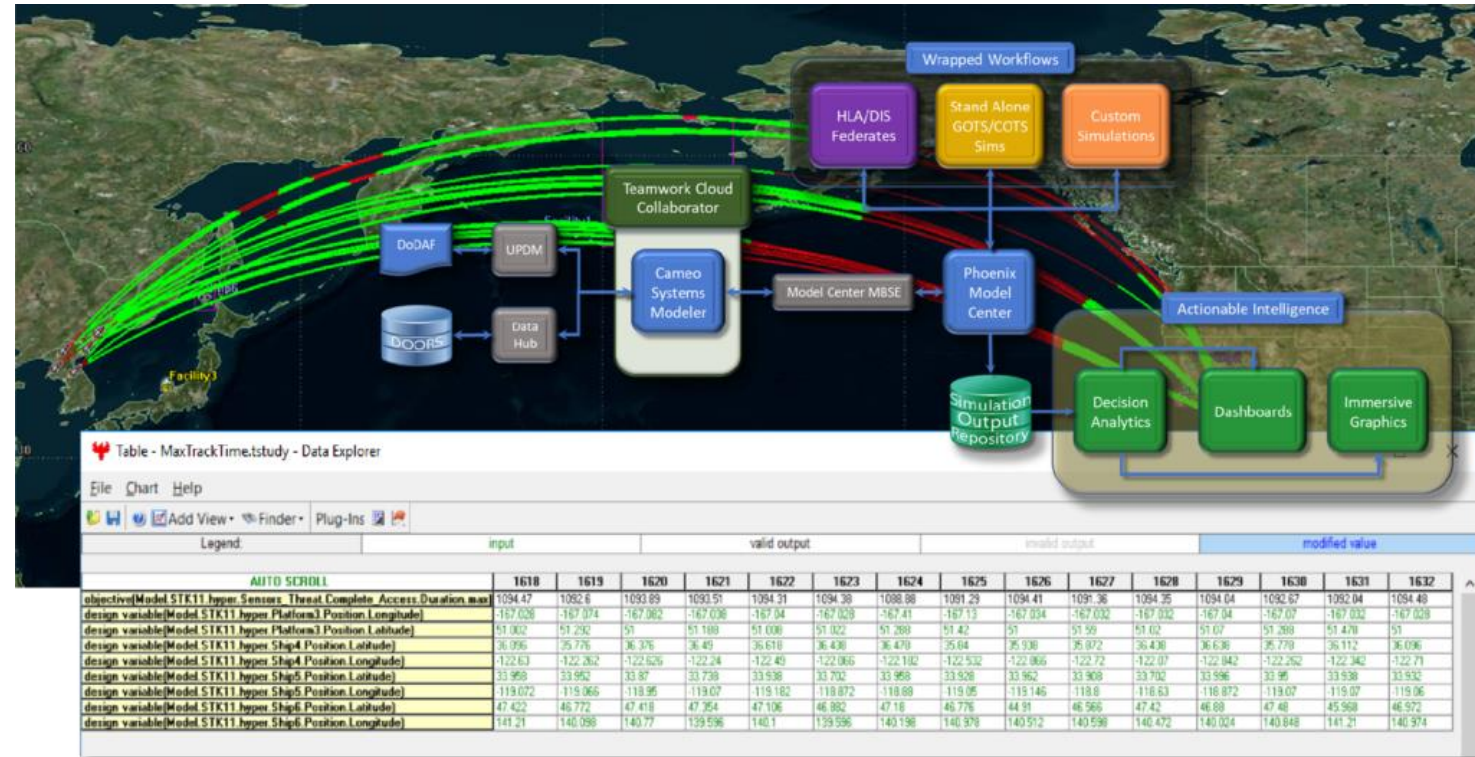 Wrapped Workflows
HLA/DIS
Federates
Stand Alone
GOTS/COTS
Sims
Custom
Simulations
Teamwork Cloud
Collaborator
DoDAF
UPDM
Cameo
Systems
Modeler
Model Center MBSE
Phoenix
Model
Center
DOORS
Data
Hub
Actionable Intelligence
Facility3
Simulation
Output
Repository
Decision
Analytics
Dashboards
Immersive
Graphics
Table - MaxTrackTime.tstudy - Data Explorer
File Chart Help
Add View Finder Plug-Ins
Legend: input valid output invalid output modified value
AUTO SCROLL 1618 1619 1620 1621 1622 1623 1624 1625 1626 1627 1628 1629 1630 1631 1632
objective(Model.STK11.hyper.Sensors_Threat.Complete_Access.Duration.max) 1094.47 1092.6 1093.89 1093.51 1094.31 1094.38 1088.88 1091.29 1094.41 1091.36 1094.35 1094.04 1092.67 1092.04 1094.48
design variable(Model.STK11.hyper.Platform3.Position.Longitude) -167.028 -167.074 -167.082 -167.038 -167.04 -167.028 -167.41 -167.13 -167.034 -167.032 -167.032 -167.04 -167.07 -167.032 -167.028
design variable(Model.STK11.hyper.Platform3.Position.Latitude) 51.002 51.292 51 51.188 51.008 51.022 51.288 51.42 51 51.59 51.02 51.07 51.288 51.478 51
design variable(Model.STK11.hyper.Ship4.Position.Latitude) 36.096 35.776 36.376 36.49 36.618 36.438 36.478 35.84 35.938 35.872 36.438 36.638 35.778 36.112 36.096
design variable(Model.STK11.hyper.Ship4.Position.Longitude) -122.63 -122.262 -122.626 -122.24 -122.49 -122.066 -122.182 -122.532 -122.066 -122.72 -122.07 -122.842 -122.262 -122.342 -122.71
design variable(Model.STK11.hyper.Ship5.Position.Latitude) 33.958 33.952 33.87 33.738 33.938 33.702 33.958 33.928 33.962 33.908 33.702 33.996 33.95 33.938 33.932
design variable(Model.STK11.hyper.Ship5.Position.Longitude) -119.072 -119.066 -118.95 -119.07 -119.182 -118.872 -118.88 -119.05 -119.146 -118.8 -118.63 -118.872 -119.07 -119.07 -119.06
design variable(Model.STK11.hyper.Ship6.Position.Latitude) 47.422 46.772 47.418 47.354 47.106 46.882 47.18 46.776 44.91 46.566 47.42 46.88 47.48 45.968 46.972
design variable(Model.STK11.hyper.Ship6.Position.Longitude) 141.21 140.098 140.77 139.596 140.1 139.596 140.198 140.978 140.512 140.598 140.472 140.024 140.848 141.21 140.974